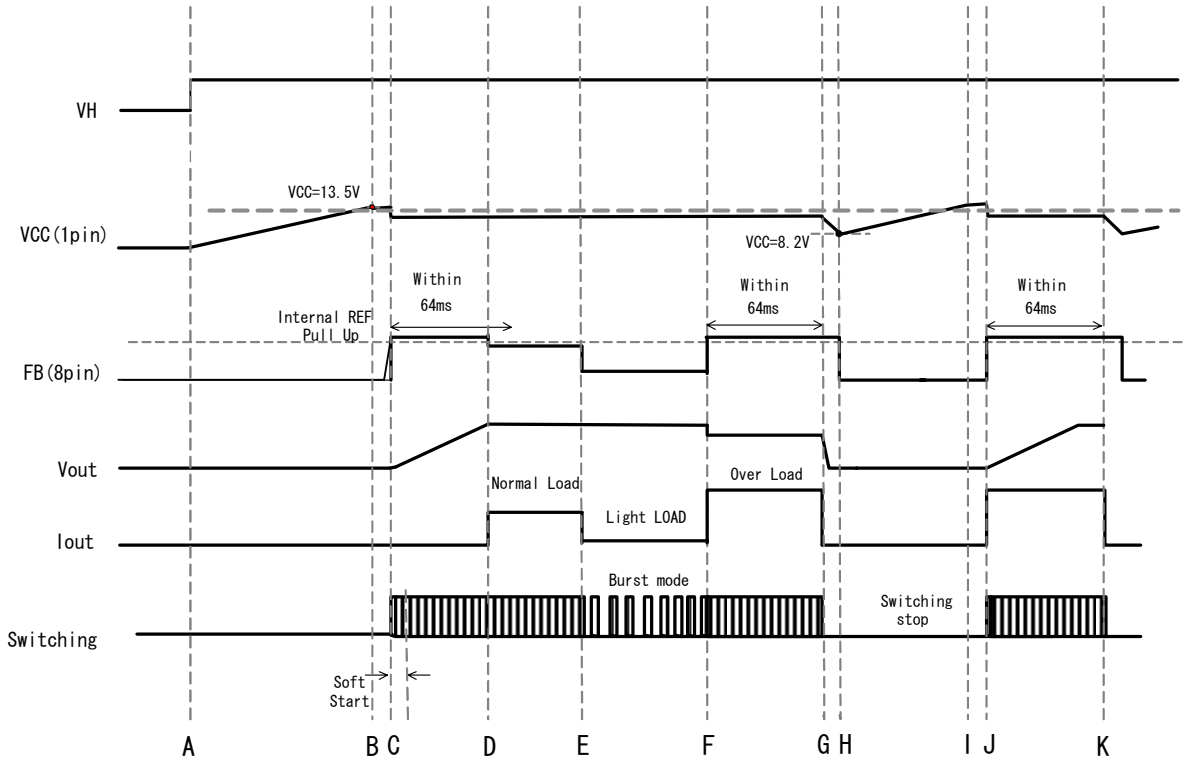 VH
VCC=13.5V
VCC(1pin)
VCC=8.2V
Within
64ms
Within
64ms
Within
64ms
Internal REF
Pull Up
FB(8pin)
Vout
Normal Load
Over Load
Light LOAD
Iout
Burst mode
Switching
stop
Switching
Soft
Start
A B C D E F G H I J K